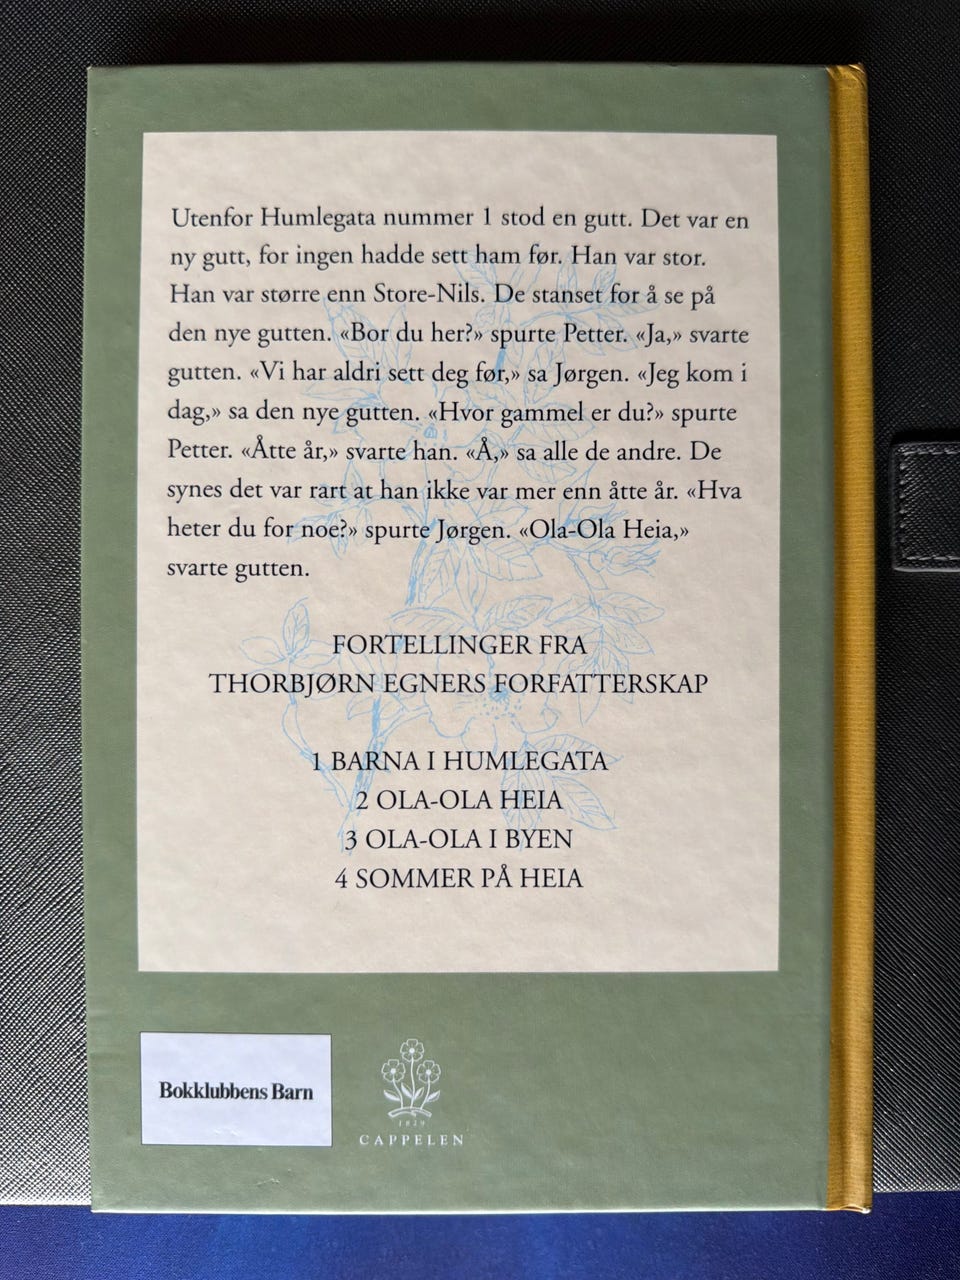 Utenfor Humlegata nummer 1 stod en gutt. Det var en
ny gutt, for ingen hadde sett ham før. Han var stor.
Han var større enn Store-Nils. De stanset for å se på
den nye gutten. «Bor du her?» spurte Petter. «Ja,» svarte
gutten. «Vi har aldri sett deg før,» sa Jørgen. «Jeg kom i
dag,» sa den nye gutten. «Hvor gammel er du?» spurte
Petter. «Åtte år,» svarte han. «Å,» sa alle de andre. De
synes det var rart at han ikke var mer enn åtte år. «Hva
heter du for noe?» spurte Jørgen. «Ola-Ola Heia,»
svarte gutten.
FORTELLINGER FRA
THORBJØRN EGNERS FORFATTERSKAP
1 BARNA I HUMLEGATA
2 OLA-OLA HEIA
3 OLA-OLA I BYEN
4 SOMMER PÅ HEIA
Bokklubbens Barn
1829
CAPPELEN